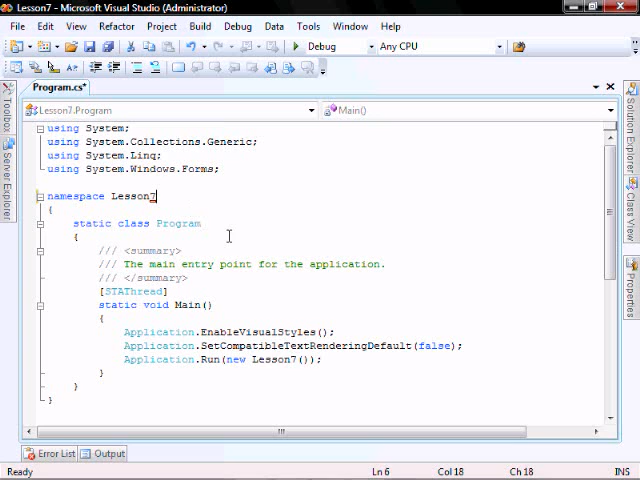 Lesson7 - Microsoft Visual Studio (Administrator)
File Edit View Refactor Project Build Debug Data Tools Test Window Help
Debug Any CPU
Program.cs*
Lesson7.Program Main()
using System;
using System.Collections.Generic;
using System.Linq;
using System.Windows.Forms;
namespace Lesson7
{
static class Program
{
/// <summary>
/// The main entry point for the application.
/// </summary>
[STAThread]
static void Main()
{
Application.EnableVisualStyles();
Application.SetCompatibleTextRenderingDefault(false);
Application.Run(new Lesson7());
}
}
}
Toolbox
Server Explorer
Solution Explorer
Class View
Properties
Error List Output
Ready Ln 6 Col 18 Ch 18 INS